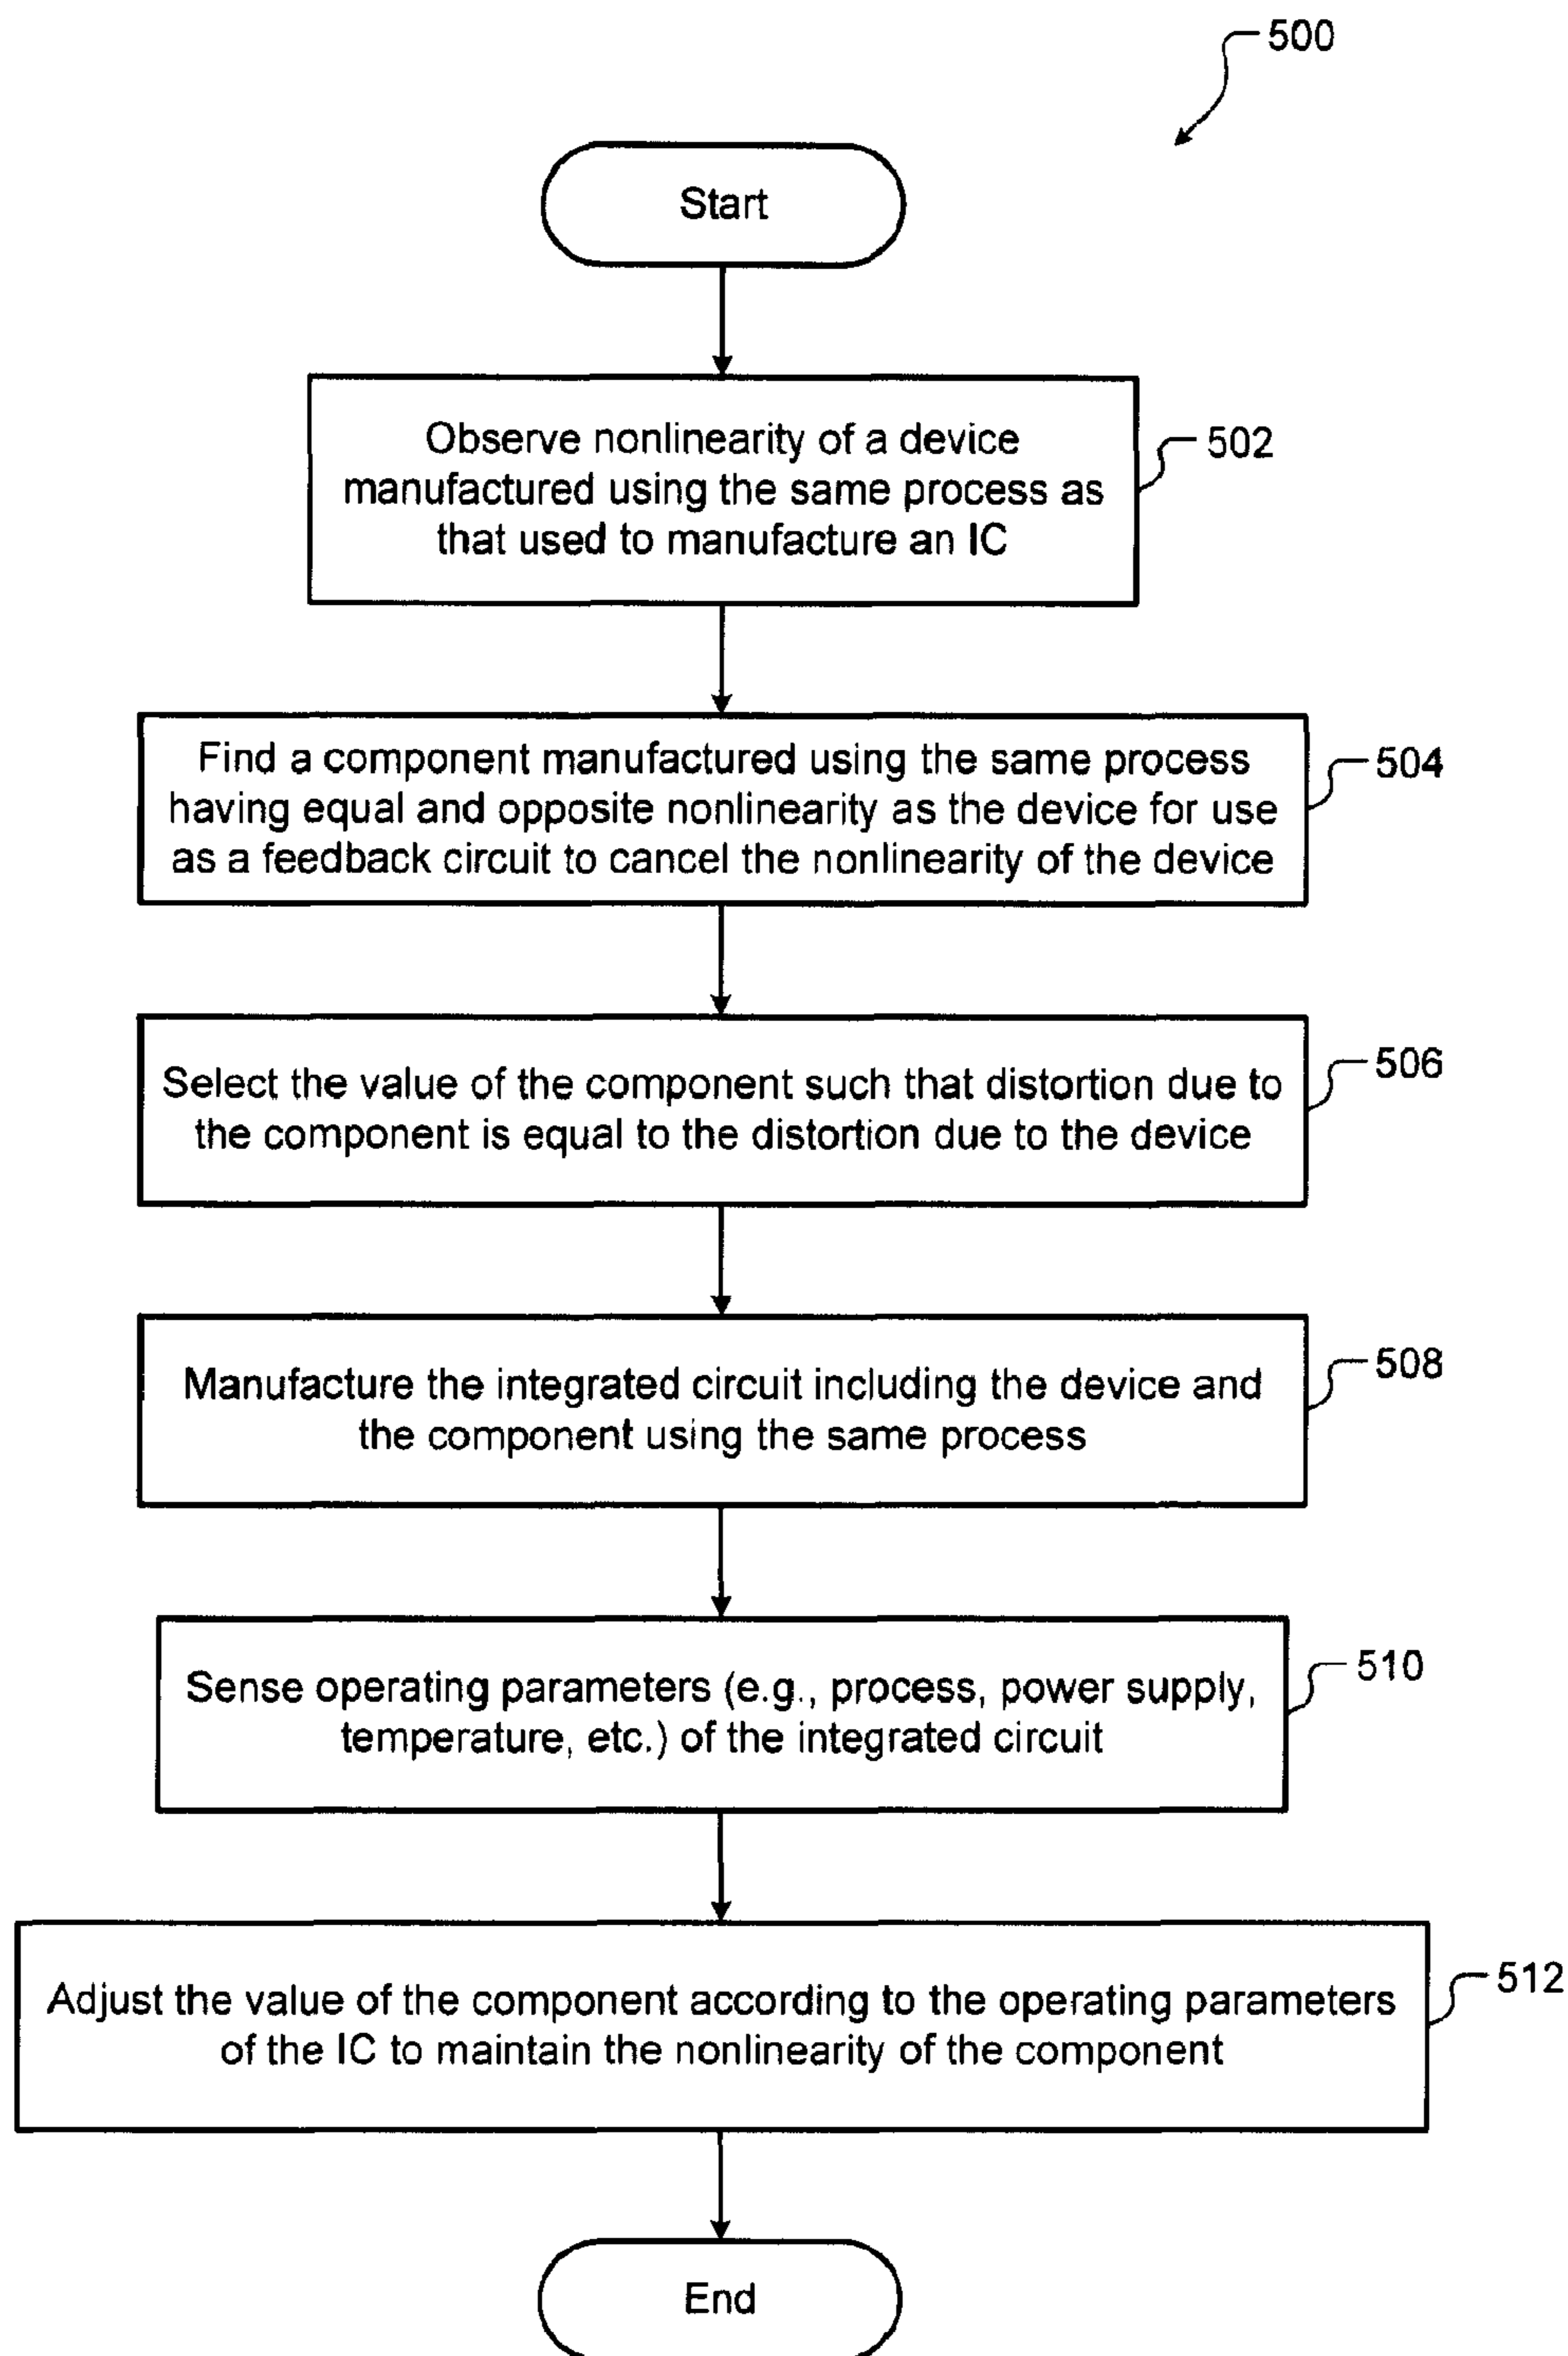 500
Start
Observe nonlinearity of a device
manufactured using the same process as
that used to manufacture an IC
502
Find a component manufactured using the same process
having equal and opposite nonlinearity as the device for use
as a feedback circuit to cancel the nonlinearity of the device
504
Select the value of the component such that distortion due to
the component is equal to the distortion due to the device
506
Manufacture the integrated circuit including the device and
the component using the same process
508
Sense operating parameters (e.g., process, power supply,
temperature, etc.) of the integrated circuit
510
Adjust the value of the component according to the operating parameters
of the IC to maintain the nonlinearity of the component
512
End